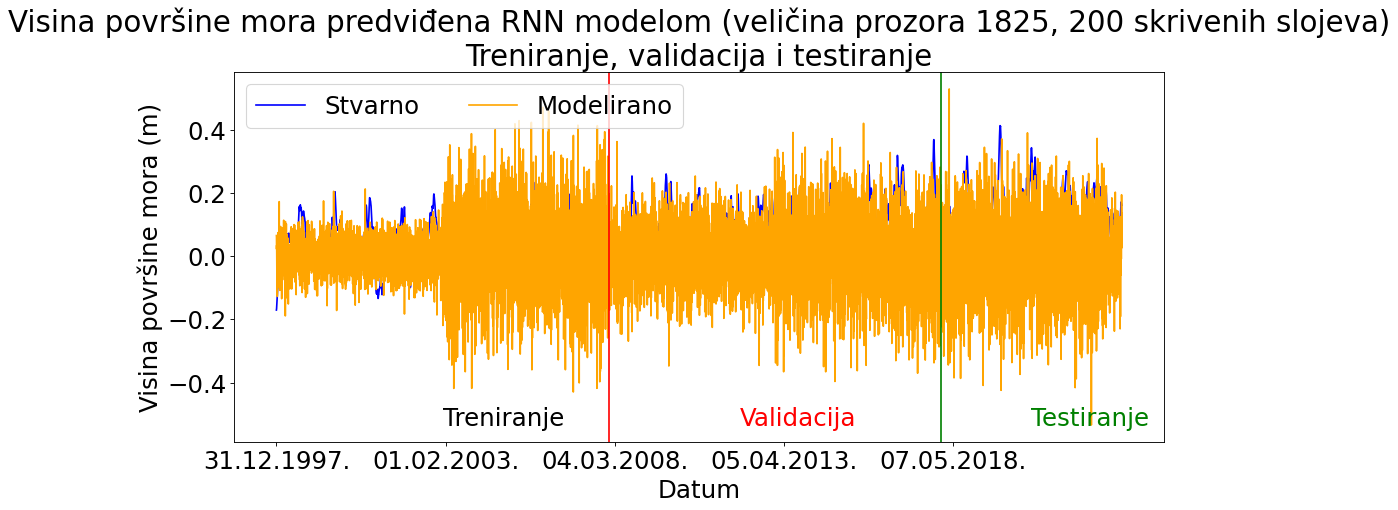 Visina površine mora predviđena RNN modelom (veličina prozora 1825, 200 skrivenih slojeva)
Treniranje, validacija i testiranje
Stvarno
Modelirano
Visina površine mora (m)
0.4
0.2
0.0
−0.2
−0.4
Treniranje
Validacija
Testiranje
31.12.1997.
01.02.2003.
04.03.2008.
05.04.2013.
07.05.2018.
Datum